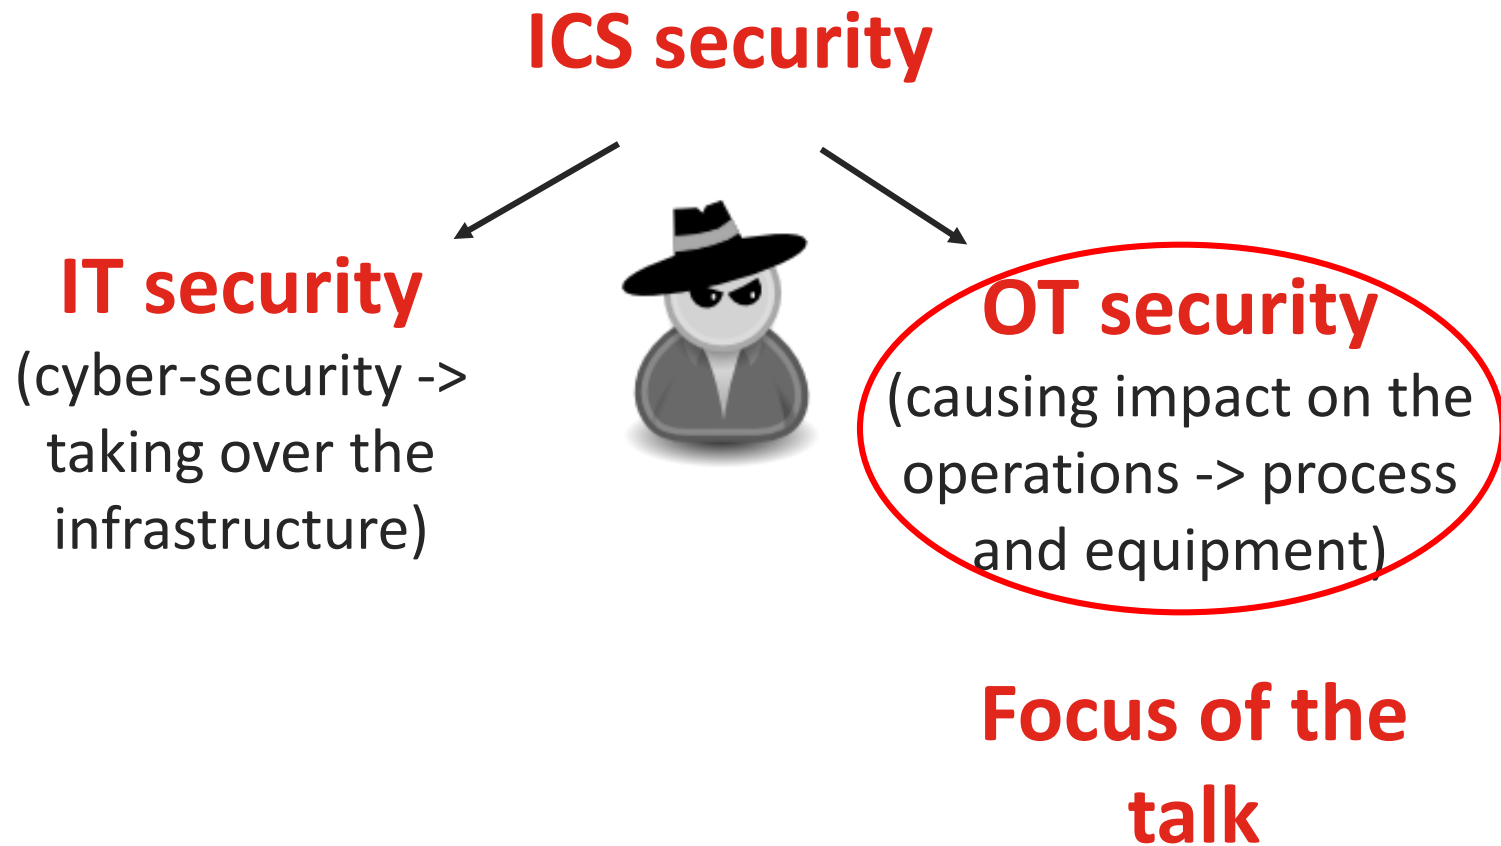 ICS security
IT security
(cyber-security ->
taking over the
infrastructure)
OT security
(causing impact on the
operations -> process
and equipment)
Focus of the
talk